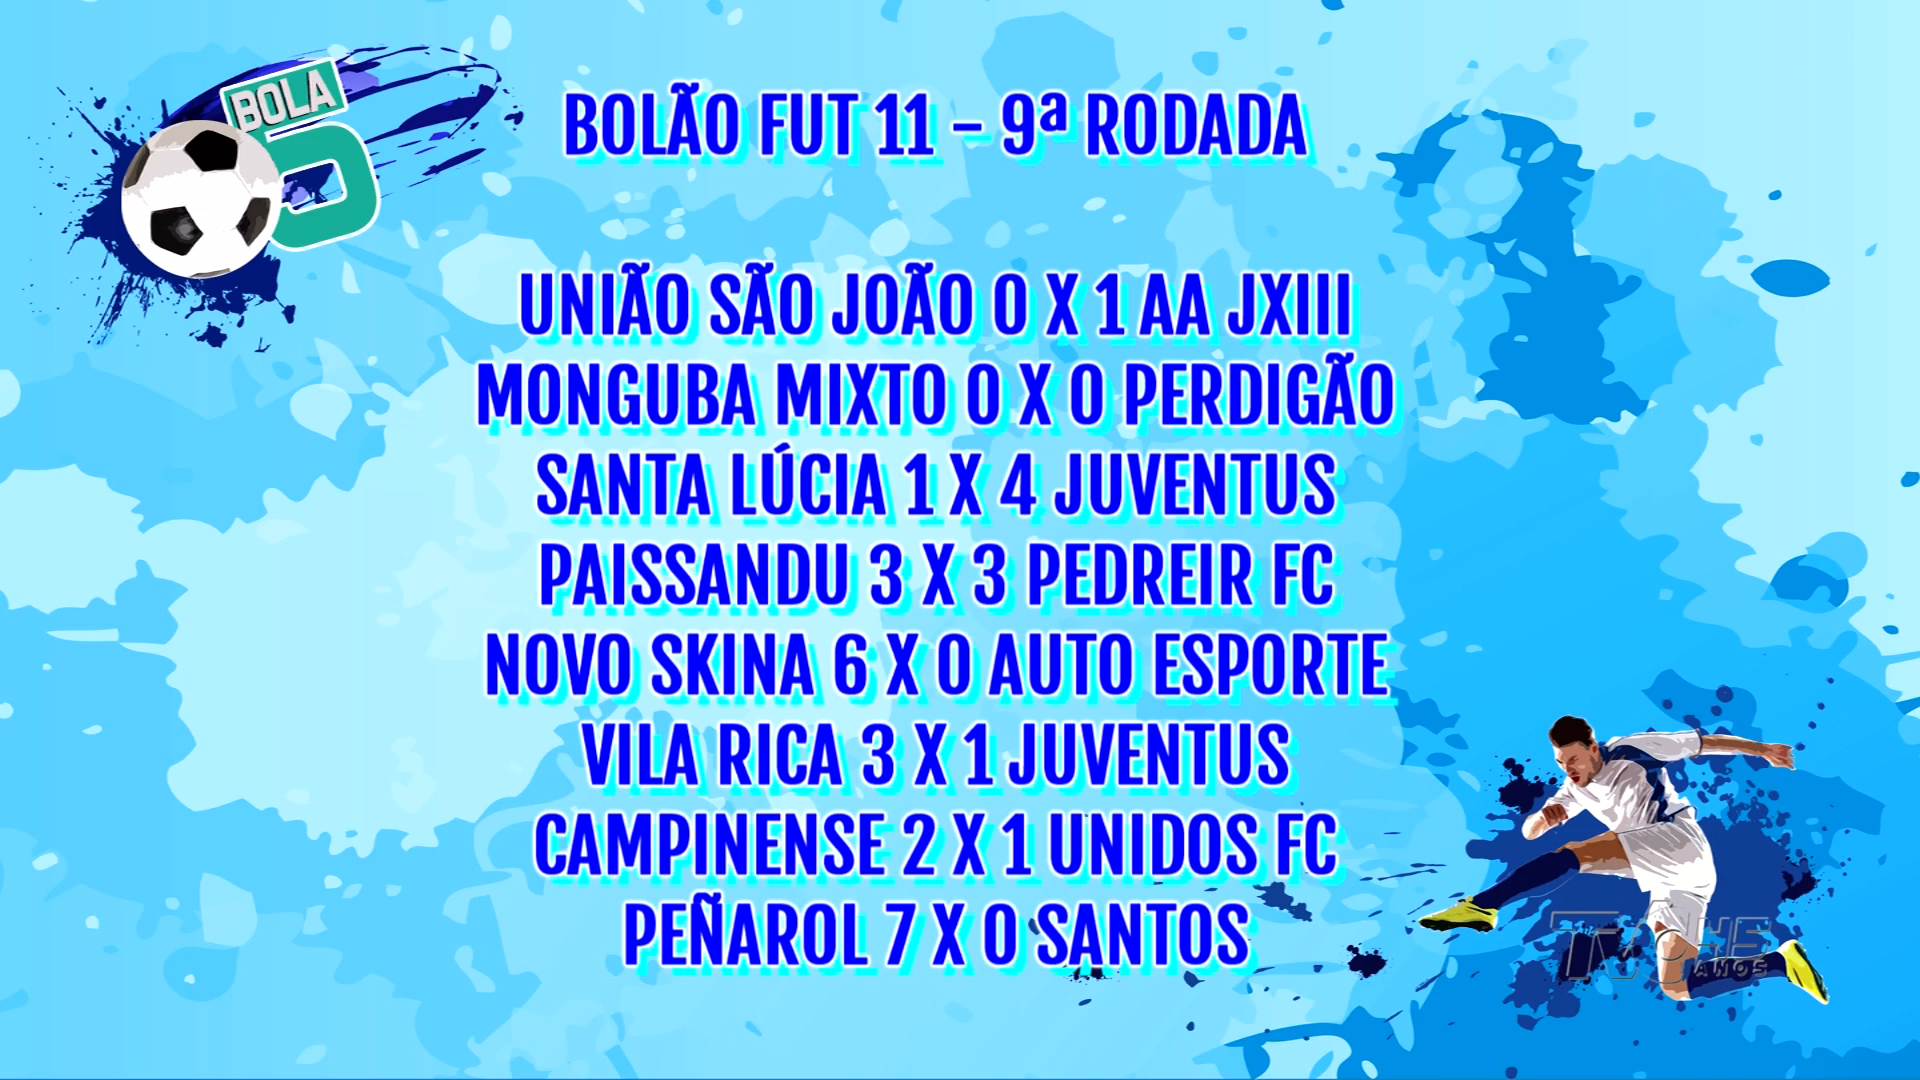 BOLA
5
BOLÃO FUT 11 – 9ª RODADA
UNIÃO SÃO JOÃO 0 X 1 AA JXIII
MONGUBA MIXTO 0 X 0 PERDIGÃO
SANTA LÚCIA 1 X 4 JUVENTUS
PAISSANDU 3 X 3 PEDREIR FC
NOVO SKINA 6 X 0 AUTO ESPORTE
VILA RICA 3 X 1 JUVENTUS
CAMPINENSE 2 X 1 UNIDOS FC
PEÑAROL 7 X 0 SANTOS
ANOS